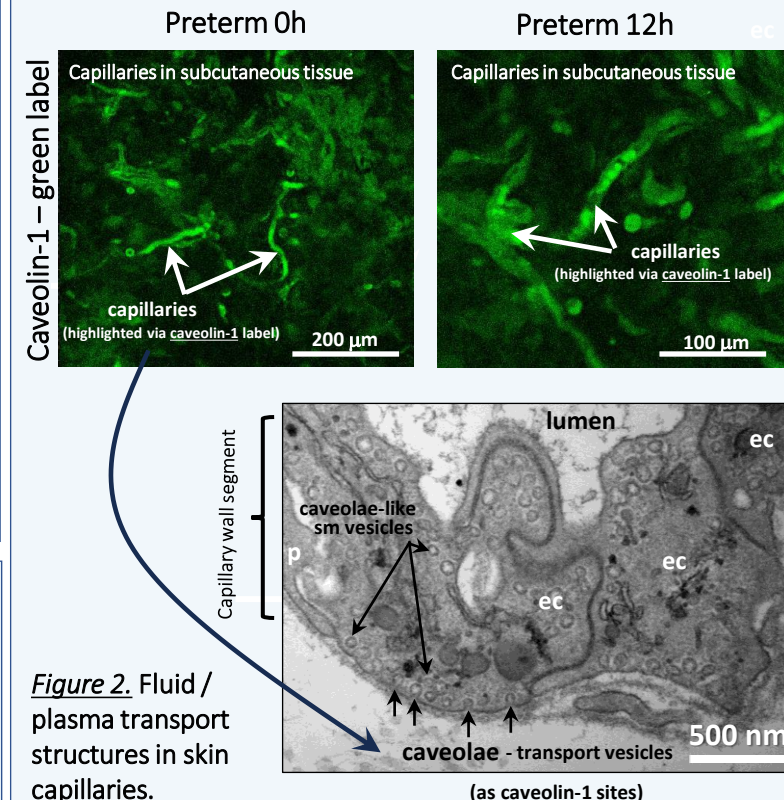 Preterm 0h
Preterm 12h
ec
Caveolin-1 – green label
Capillaries in subcutaneous tissue
capillaries
(highlighted via caveolin-1 label)
200 µm
Capillaries in subcutaneous tissue
capillaries
(highlighted via caveolin-1 label)
100 µm
Capillary wall segment
lumen
ec
caveolae-like
sm vesicles
p
ec
ec
500 nm
caveolae - transport vesicles
(as caveolin-1 sites)
Figure 2. Fluid /
plasma transport
structures in skin
capillaries.